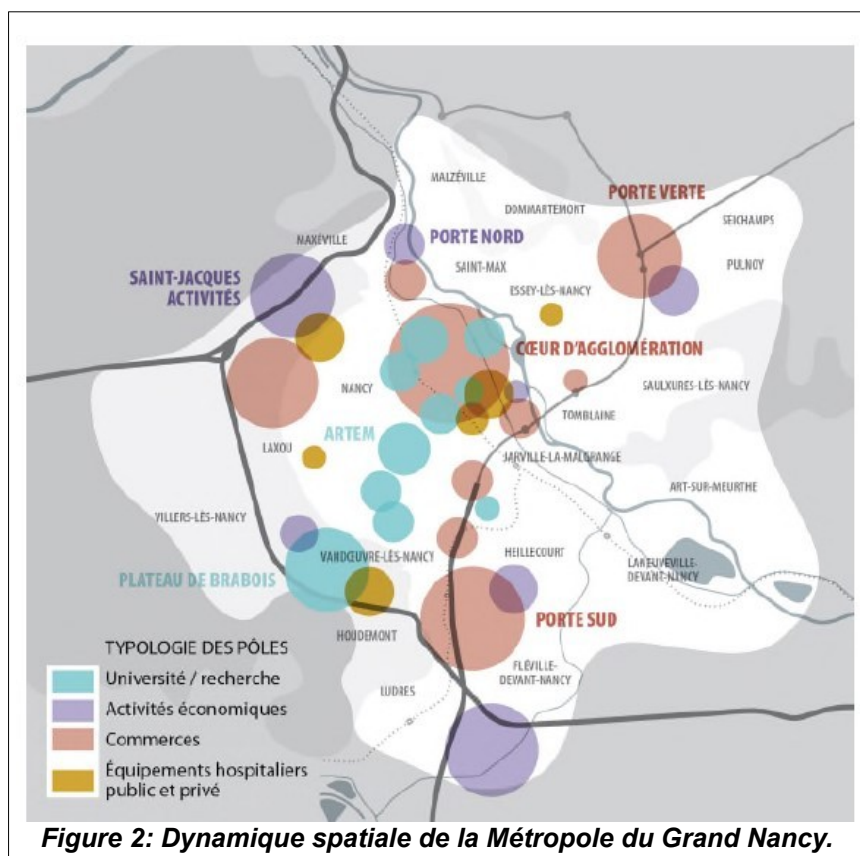 MALZÉVILLE
PORTE VERTE
DOMMARTEMONT
SEICHAMPS
MAXÉVILLE
PORTE NORD
PULNOY
SAINT-MAX
SAINT-JACQUES
ACTIVITÉS
ESSEY-LÈS-NANCY
CŒUR D'AGGLOMÉRATION
NANCY
SAULXURES-LÈS-NANCY
TOMBLAINE
ARTEM
LAXOU
JARVILLE-LA-MALGRANGE
ART-SUR-MEURTHE
VILLERS-LÈS-NANCY
VANDŒUVRE-LÈS-NANCY
HEILLECOURT
LANEUVEVILLE-
DEVANT-NANCY
PLATEAU DE BRABOIS
PORTE SUD
HOUDEMONT
FLÉVILLE-
DEVANT-NANCY
LUDRES
TYPOLOGIE DES PÔLES
Université / recherche
Activités économiques
Commerces
Équipements hospitaliers
public et privé
Figure 2: Dynamique spatiale de la Métropole du Grand Nancy.